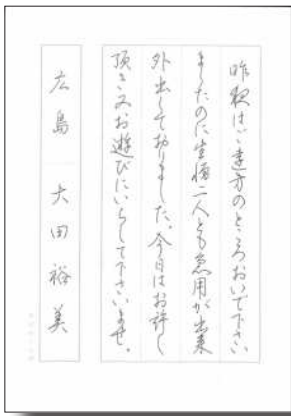 昨夜はご遠方のところおいで下さい
ましたのに生憎二人とも急用が出来
外出しておりました。今日はお許し
頂きみお遊びにいらして下さいませ。
広島 大田裕美